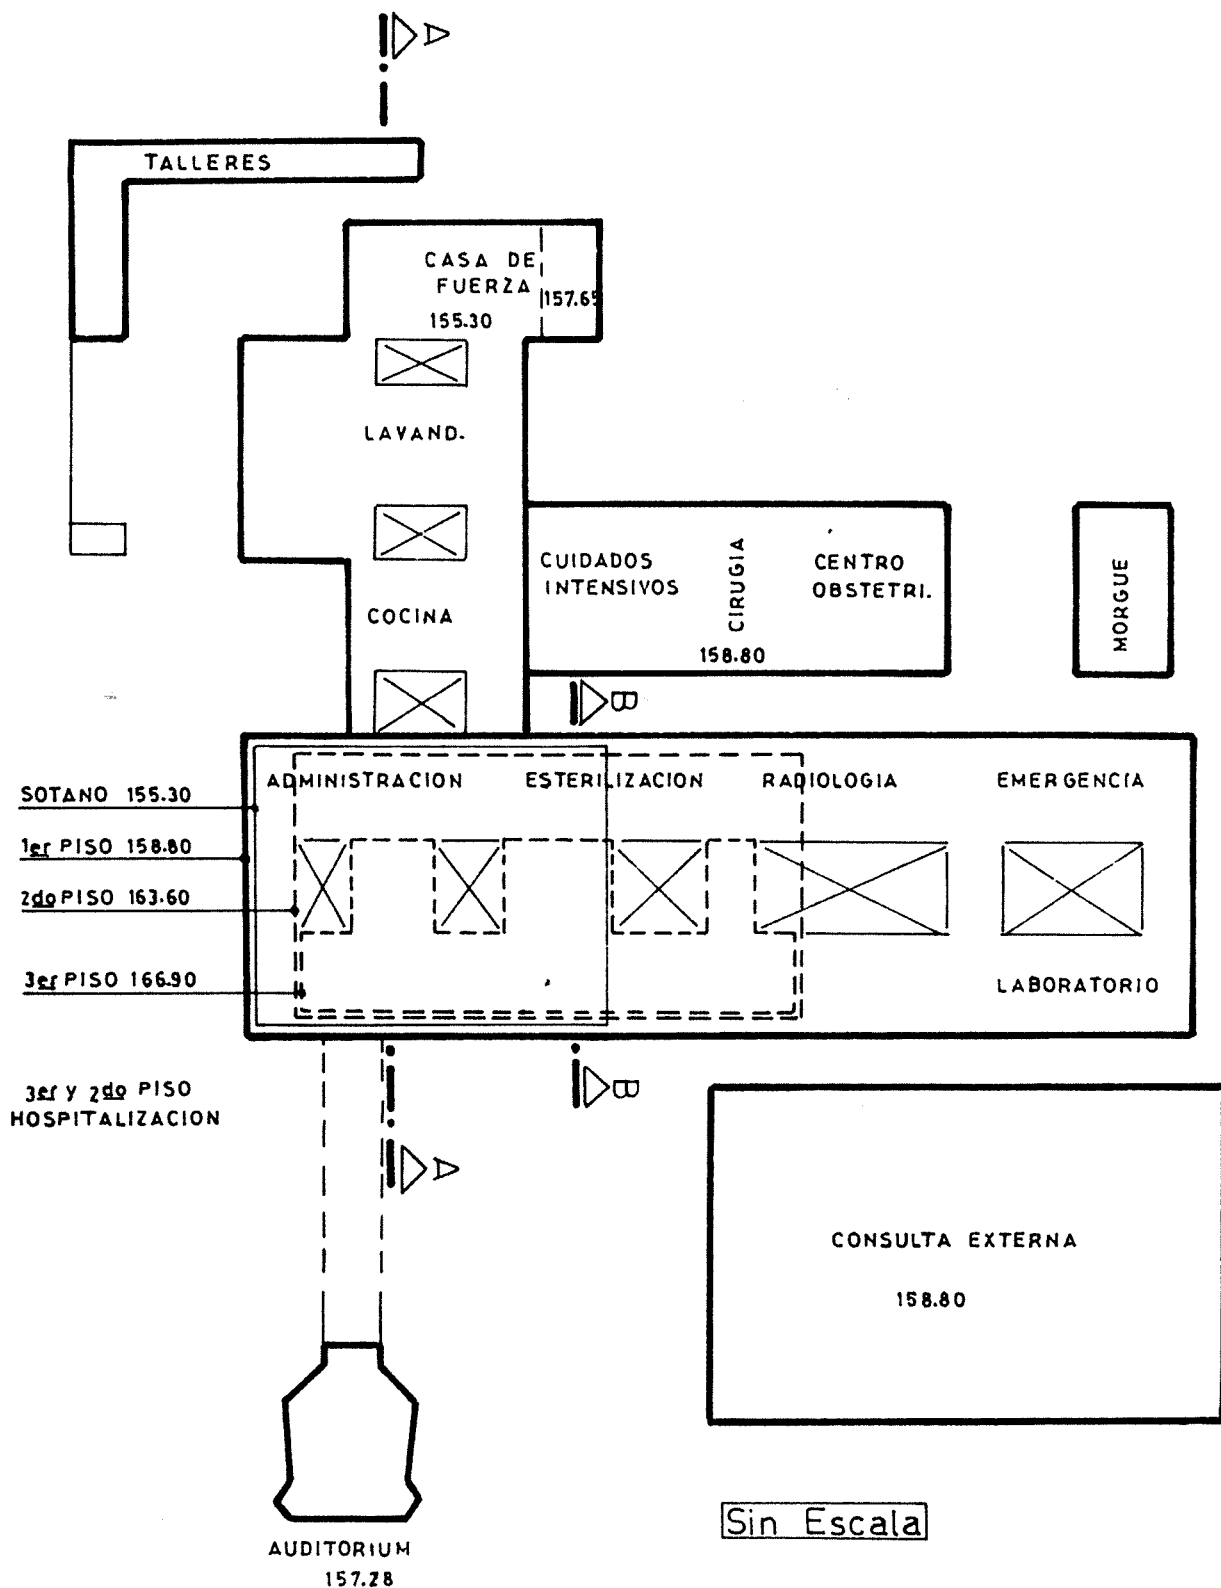 A
TALLERES
CASA DE
FUERZA
157.65
155.30
LAVAND.
CUIDADOS
INTENSIVOS
CIRUGIA
CENTRO
OBSTETRI.
MORGUE
COCINA
158.80
B
ADMINISTRACION
ESTERILIZACION
RADIOLOGIA
EMERGENCIA
SOTANO 155.30
1er PISO 158.80
2do PISO 163.60
3er PISO 166.90
LABORATORIO
3er y 2do PISO
HOSPITALIZACION
B
A
CONSULTA EXTERNA
158.80
Sin Escala
AUDITORIUM
157.28